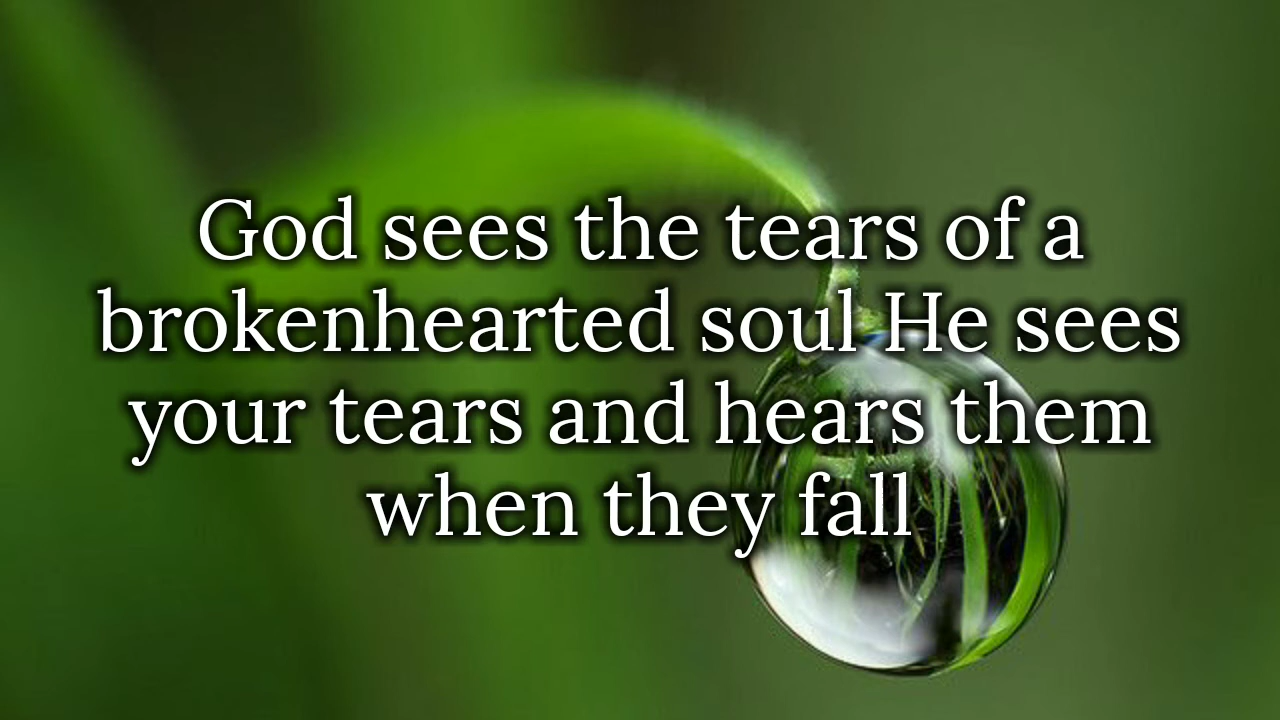 God sees the tears of a
brokenhearted soul He sees
your tears and hears them
when they fall